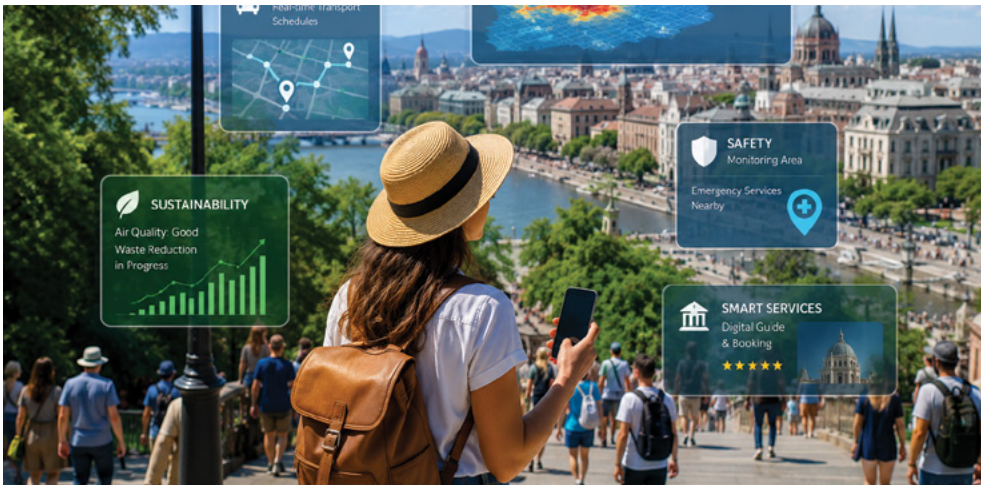 Real-time Transport
Schedules
SAFETY
Monitoring Area
Emergency Services
Nearby
SUSTAINABILITY
Air Quality: Good
Waste Reduction
in Progress
SMART SERVICES
Digital Guide
& Booking